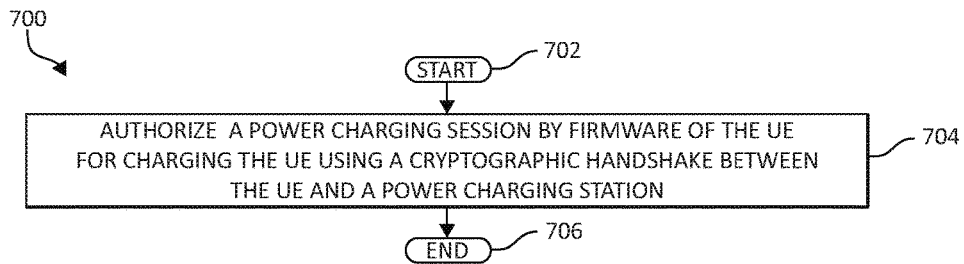 700
702
START
AUTHORIZE A POWER CHARGING SESSION BY FIRMWARE OF THE UE
FOR CHARGING THE UE USING A CRYPTOGRAPHIC HANDSHAKE BETWEEN
THE UE AND A POWER CHARGING STATION
704
706
END